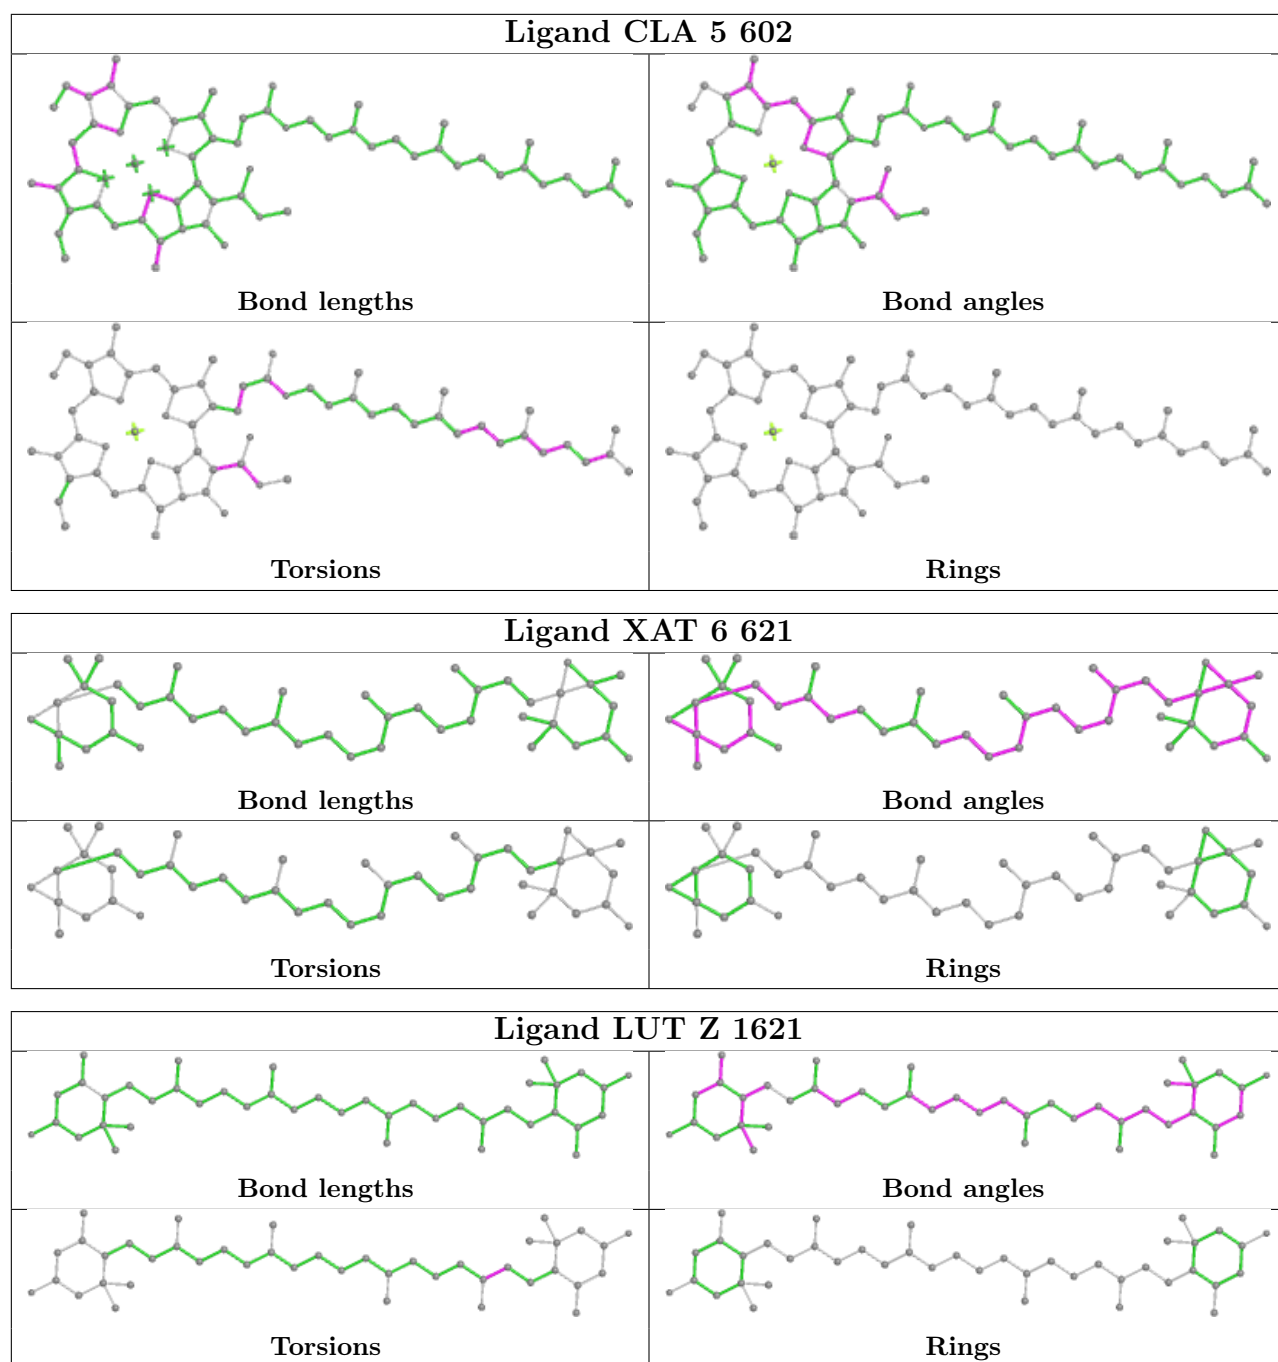 Ligand CLA 5 602
Bond lengths
Bond angles
Torsions
Rings
Ligand XAT 6 621
Bond lengths
Bond angles
Torsions
Rings
Ligand LUT Z 1621
Bond lengths
Bond angles
Torsions
Rings